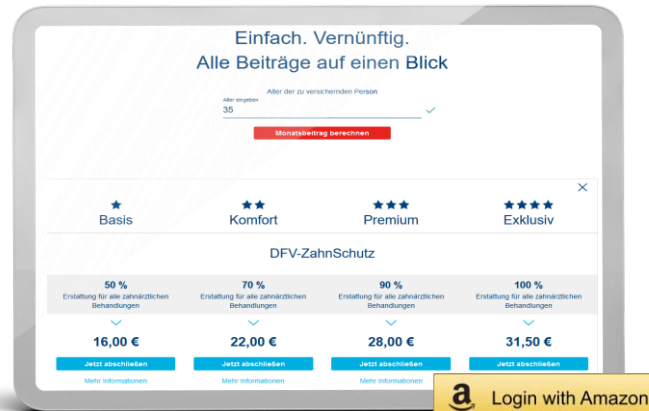 Einfach. Vernünftig.
Alle Beiträge auf einen Blick
Alter der zu versichernden Person
Alter eingeben
35
Monatsbeitrag berechnen
Basis
Komfort
Premium
Exklusiv
DFV-ZahnSchutz
50 %
Erstattung für alle zahnärztlichen
Behandlungen
70 %
Erstattung für alle zahnärztlichen
Behandlungen
90 %
Erstattung für alle zahnärztlichen
Behandlungen
100 %
Erstattung für alle zahnärztlichen
Behandlungen
16,00 €
22,00 €
28,00 €
31,50 €
Jetzt abschließen
Jetzt abschließen
Jetzt abschließen
Jetzt abschließen
Mehr Informationen
Mehr Informationen
Mehr Informationen
a Login with Amazon